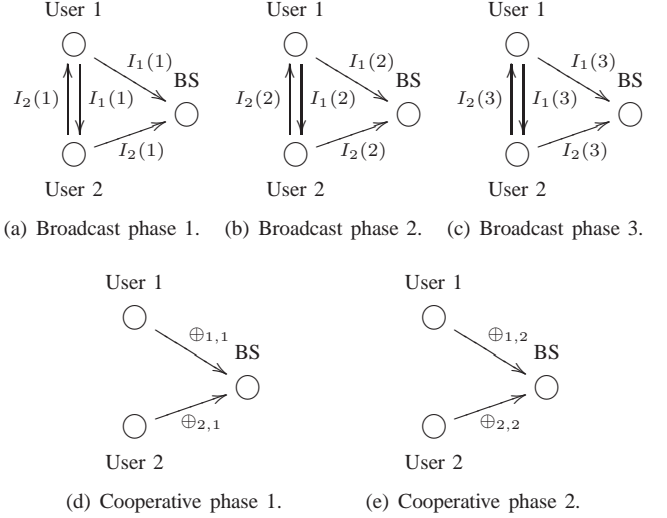 User 1 User 1 User 1
I₁(1) I₁(2) I₁(3)
BS BS BS
I₂(1) I₁(1) I₂(2) I₁(2) I₂(3) I₁(3)
I₂(1) I₂(2) I₂(3)
User 2 User 2 User 2
(a) Broadcast phase 1. (b) Broadcast phase 2. (c) Broadcast phase 3.
User 1 User 1
⊕₁,₁ ⊕₁,₂
BS BS
⊕₂,₁ ⊕₂,₂
User 2 User 2
(d) Cooperative phase 1. (e) Cooperative phase 2.